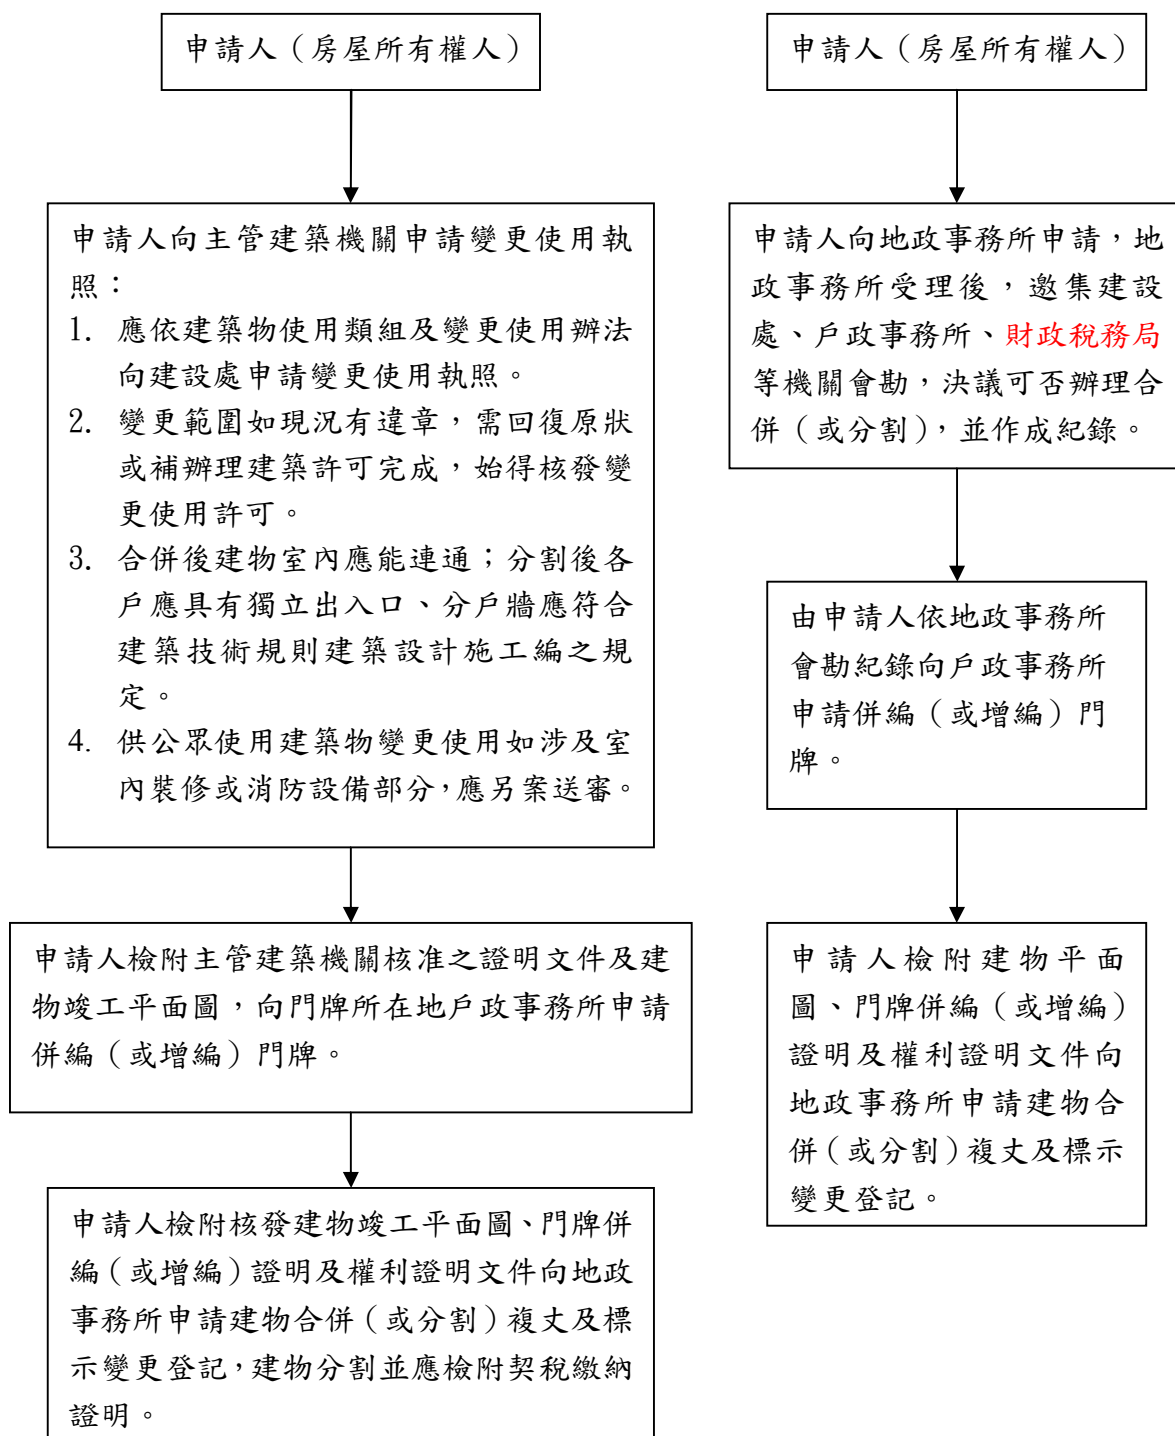 申請人（房屋所有權人）
申請人向主管建築機關申請變更使用執
照：
1. 應依建築物使用類組及變更使用辦法
向建設處申請變更使用執照。
2. 變更範圍如現況有違章，需回復原狀
或補辦理建築許可完成，始得核發變
更使用許可。
3. 合併後建物室內應能連通；分割後各
戶應具有獨立出入口、分戶牆應符合
建築技術規則建築設計施工編之規
定。
4. 供公眾使用建築物變更使用如涉及室
內裝修或消防設備部分，應另案送審。
申請人檢附主管建築機關核准之證明文件及建
物竣工平面圖，向門牌所在地戶政事務所申請
併編（或增編）門牌。
申請人檢附核發建物竣工平面圖、門牌併
編（或增編）證明及權利證明文件向地政
事務所申請建物合併（或分割）複丈及標
示變更登記，建物分割並應檢附契稅繳納
證明。
申請人（房屋所有權人）
申請人向地政事務所申請，地
政事務所受理後，邀集建設
處、戶政事務所、財政稅務局
等機關會勘，決議可否辦理合
併（或分割），並作成紀錄。
由申請人依地政事務所
會勘紀錄向戶政事務所
申請併編（或增編）門
牌。
申請人檢附建物平面
圖、門牌併編（或增編）
證明及權利證明文件向
地政事務所申請建物合
併（或分割）複丈及標示
變更登記。